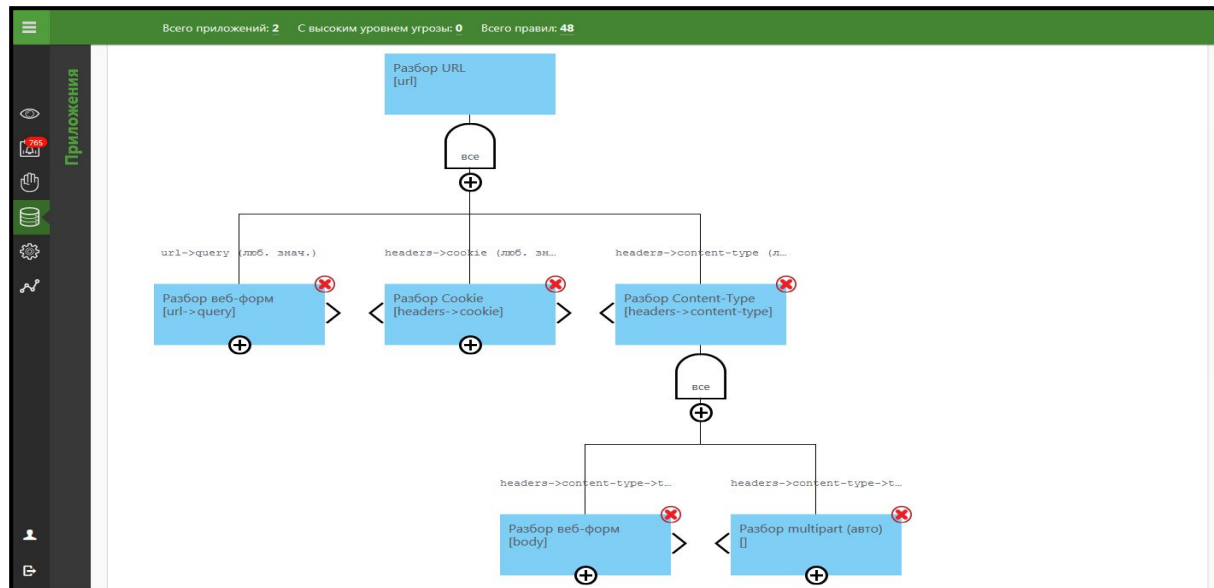 Всего приложений: 2 С высоким уровнем угрозы: 0 Всего правил: 48
Приложения
765
Разбор URL
[url]
все
url->query (люб. знач.)
headers->cookie (люб. зн…
headers->content-type (л…
Разбор веб-форм
[url->query]
Разбор Cookie
[headers->cookie]
Разбор Content-Type
[headers->content-type]
все
headers->content-type->t…
headers->content-type->t…
Разбор веб-форм
[body]
Разбор multipart (авто)
[]